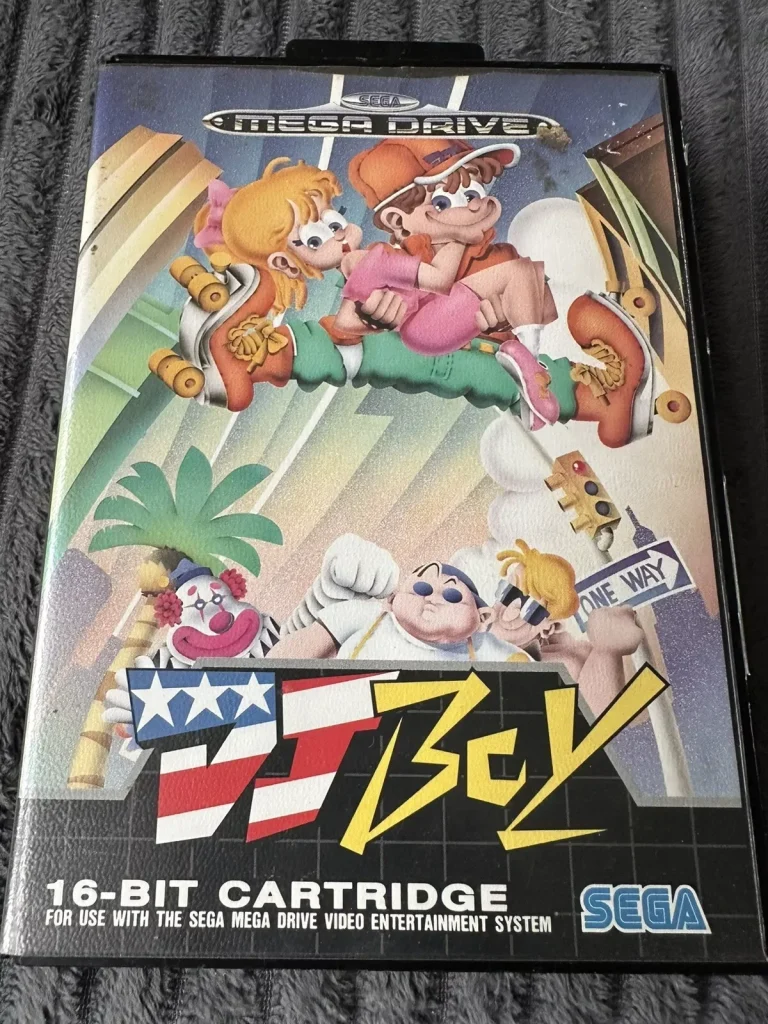 SEGA
MEGA DRIVE
ONE WAY
DJ BOY
16-BIT CARTRIDGE
FOR USE WITH THE SEGA MEGA DRIVE VIDEO ENTERTAINMENT SYSTEM
SEGA